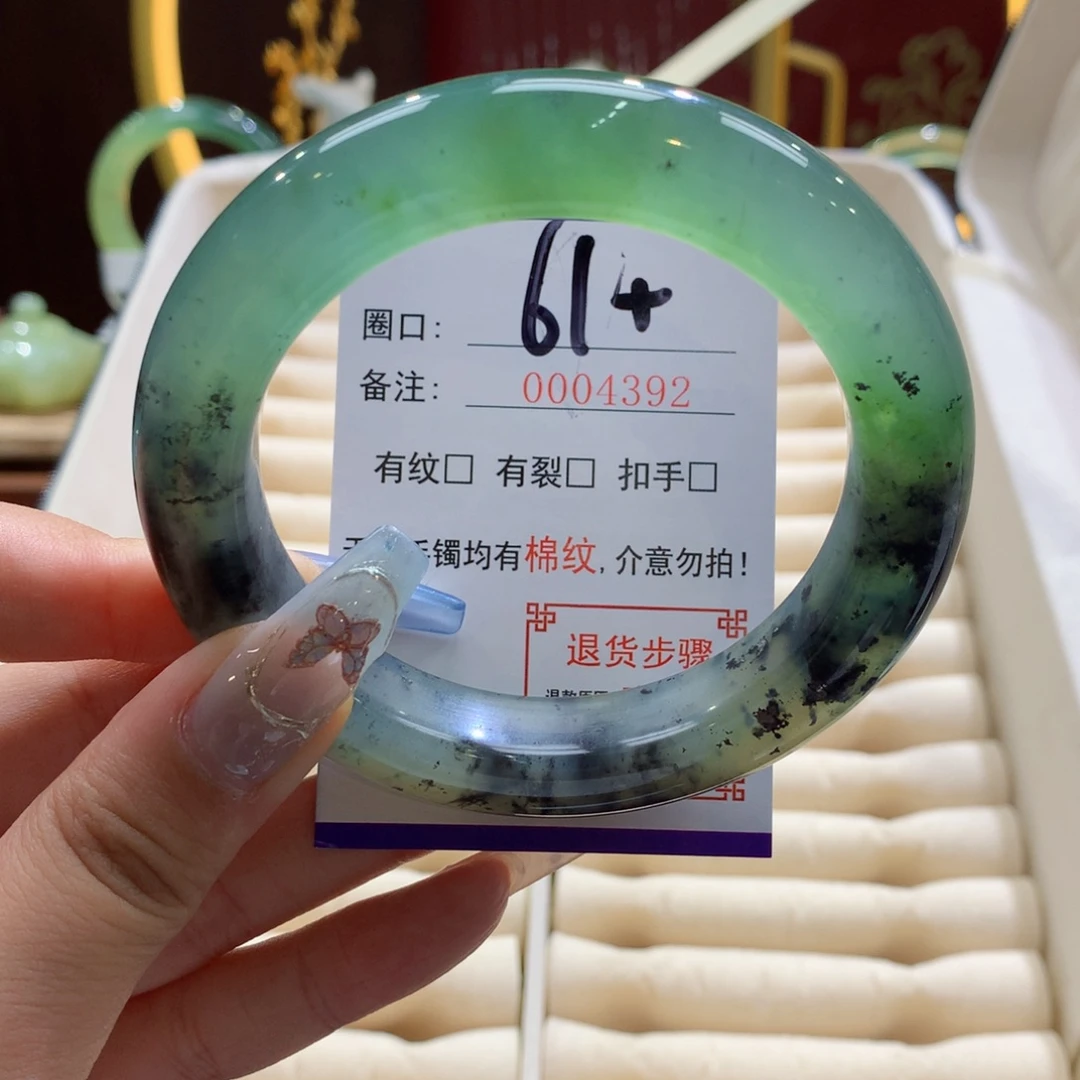 圈口: 61+
备注: 0004392
有纹□ 有裂□ 扣手□
手镯均有棉纹,介意勿拍!
退货步骤